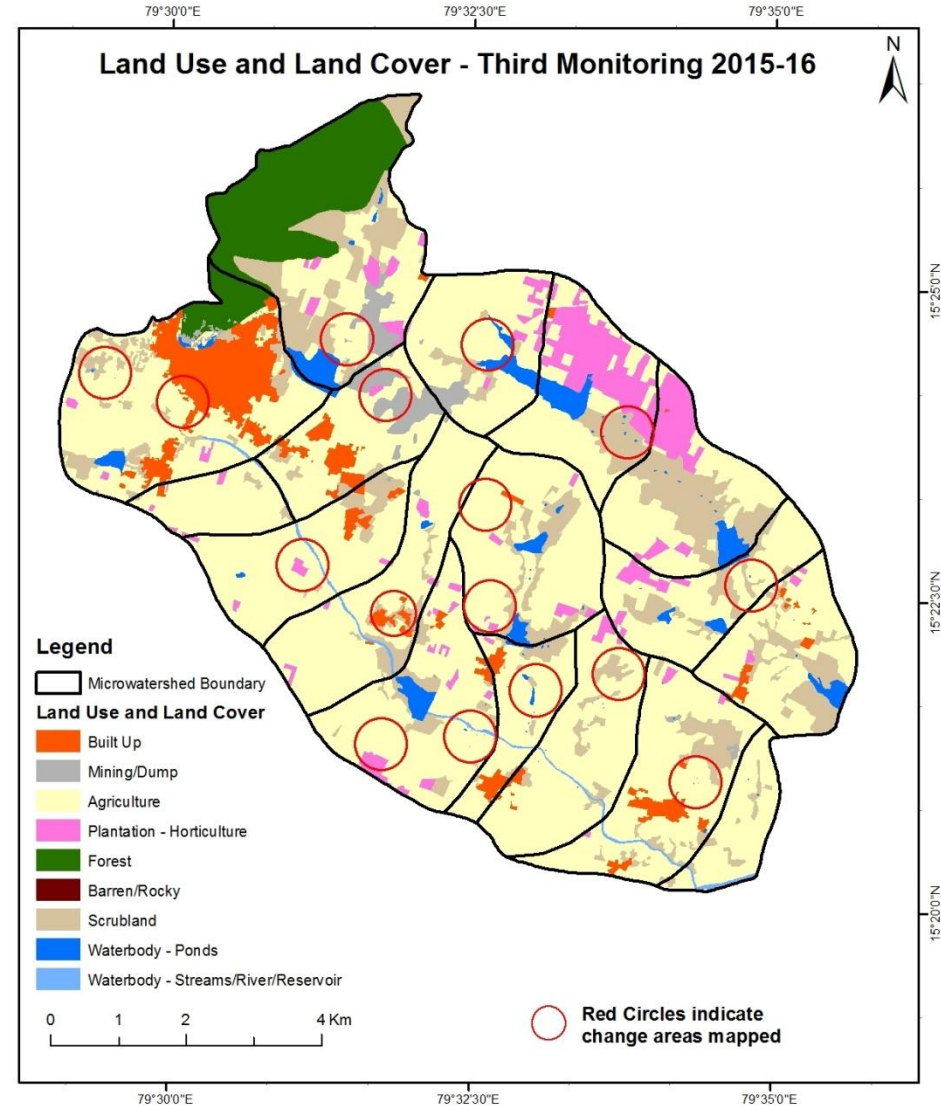 79°30'0"E 79°32'30"E 79°35'0"E
Land Use and Land Cover - Third Monitoring 2015-16
N
15°25'0"N
15°22'30"N
15°20'0"N
Legend
Microwatershed Boundary
Land Use and Land Cover
Built Up
Mining/Dump
Agriculture
Plantation - Horticulture
Forest
Barren/Rocky
Scrubland
Waterbody - Ponds
Waterbody - Streams/River/Reservoir
0 1 2 4 Km
Red Circles indicate
change areas mapped
79°30'0"E 79°32'30"E 79°35'0"E